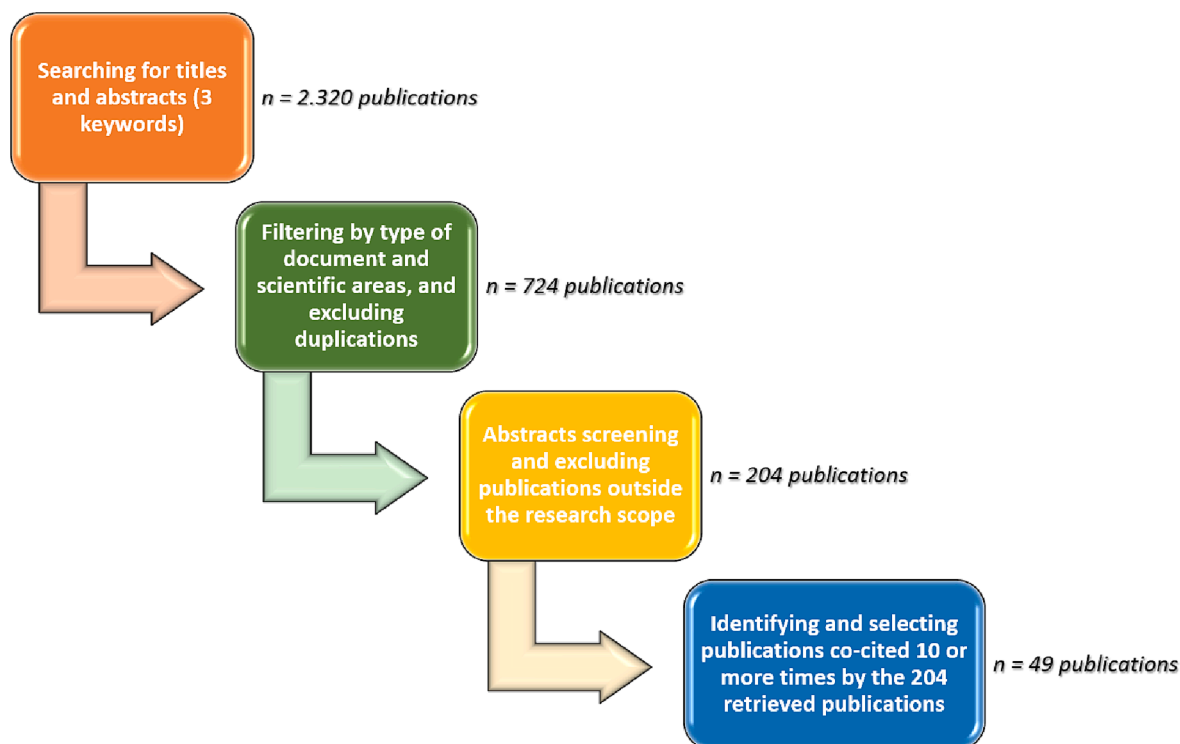 Searching for titles
and abstracts (3
keywords)
n = 2.320 publications
Filtering by type of
document and
scientific areas, and
excluding
duplications
n = 724 publications
Abstracts screening
and excluding
publications outside
the research scope
n = 204 publications
Identifying and selecting
publications co-cited 10 or
more times by the 204
retrieved publications
n = 49 publications